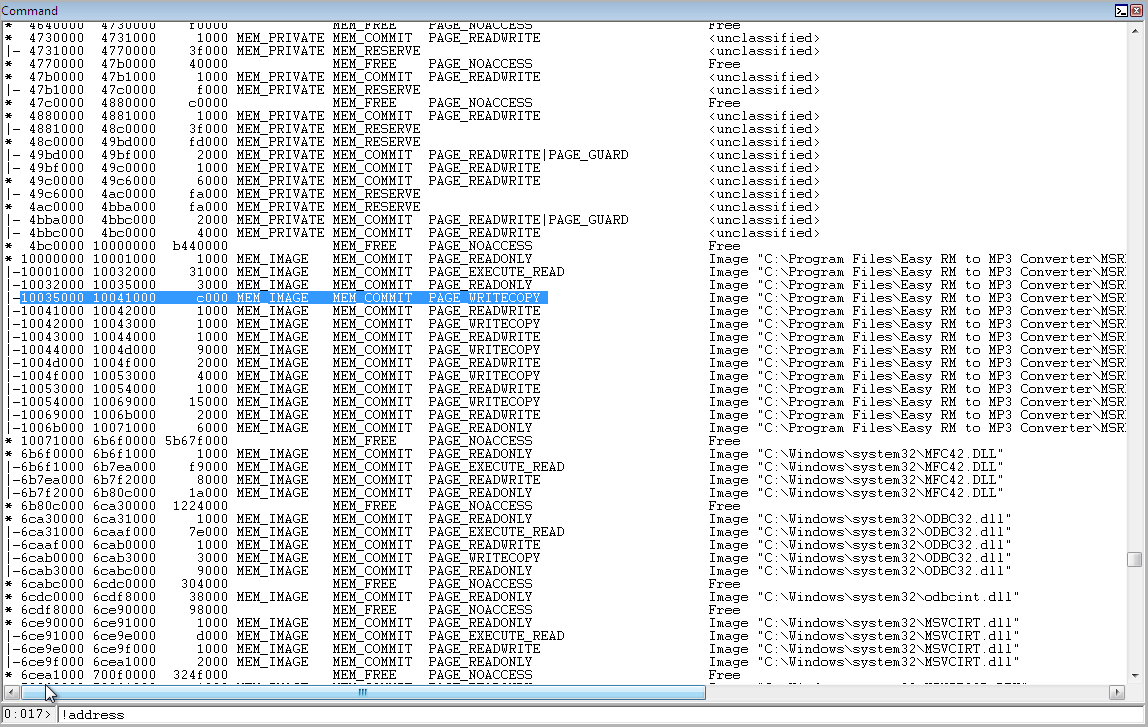 Command
* 4640000 4730000 f0000 MEM_FREE PAGE_NOACCESS Free
* 4730000 4731000 1000 MEM_PRIVATE MEM_COMMIT PAGE_READWRITE <unclassified>
|- 4731000 4770000 3f000 MEM_PRIVATE MEM_RESERVE <unclassified>
* 4770000 47b0000 40000 MEM_FREE PAGE_NOACCESS Free
* 47b0000 47b1000 1000 MEM_PRIVATE MEM_COMMIT PAGE_READWRITE <unclassified>
|- 47b1000 47c0000 f000 MEM_PRIVATE MEM_RESERVE <unclassified>
* 47c0000 4880000 c0000 MEM_FREE PAGE_NOACCESS Free
* 4880000 4881000 1000 MEM_PRIVATE MEM_COMMIT PAGE_READWRITE <unclassified>
|- 4881000 48c0000 3f000 MEM_PRIVATE MEM_RESERVE <unclassified>
* 48c0000 49bd000 fd000 MEM_PRIVATE MEM_RESERVE <unclassified>
|- 49bd000 49bf000 2000 MEM_PRIVATE MEM_COMMIT PAGE_READWRITE|PAGE_GUARD <unclassified>
|- 49bf000 49c0000 1000 MEM_PRIVATE MEM_COMMIT PAGE_READWRITE <unclassified>
* 49c0000 49c6000 6000 MEM_PRIVATE MEM_COMMIT PAGE_READWRITE <unclassified>
|- 49c6000 4ac0000 fa000 MEM_PRIVATE MEM_RESERVE <unclassified>
* 4ac0000 4bba000 fa000 MEM_PRIVATE MEM_RESERVE <unclassified>
|- 4bba000 4bbc000 2000 MEM_PRIVATE MEM_COMMIT PAGE_READWRITE|PAGE_GUARD <unclassified>
|- 4bbc000 4bc0000 4000 MEM_PRIVATE MEM_COMMIT PAGE_READWRITE <unclassified>
* 4bc0000 10000000 b440000 MEM_FREE PAGE_NOACCESS Free
* 10000000 10001000 1000 MEM_IMAGE MEM_COMMIT PAGE_READONLY Image "C:\Program Files\Easy RM to MP3 Converter\MSR
|-10001000 10032000 31000 MEM_IMAGE MEM_COMMIT PAGE_EXECUTE_READ Image "C:\Program Files\Easy RM to MP3 Converter\MSR
|-10032000 10035000 3000 MEM_IMAGE MEM_COMMIT PAGE_READONLY Image "C:\Program Files\Easy RM to MP3 Converter\MSR
|-10035000 10041000 c000 MEM_IMAGE MEM_COMMIT PAGE_WRITECOPY Image "C:\Program Files\Easy RM to MP3 Converter\MSR
|-10041000 10042000 1000 MEM_IMAGE MEM_COMMIT PAGE_READWRITE Image "C:\Program Files\Easy RM to MP3 Converter\MSR
|-10042000 10043000 1000 MEM_IMAGE MEM_COMMIT PAGE_WRITECOPY Image "C:\Program Files\Easy RM to MP3 Converter\MSR
|-10043000 10044000 1000 MEM_IMAGE MEM_COMMIT PAGE_READWRITE Image "C:\Program Files\Easy RM to MP3 Converter\MSR
|-10044000 1004d000 9000 MEM_IMAGE MEM_COMMIT PAGE_WRITECOPY Image "C:\Program Files\Easy RM to MP3 Converter\MSR
|-1004d000 1004f000 2000 MEM_IMAGE MEM_COMMIT PAGE_READWRITE Image "C:\Program Files\Easy RM to MP3 Converter\MSR
|-1004f000 10053000 4000 MEM_IMAGE MEM_COMMIT PAGE_WRITECOPY Image "C:\Program Files\Easy RM to MP3 Converter\MSR
|-10053000 10054000 1000 MEM_IMAGE MEM_COMMIT PAGE_READWRITE Image "C:\Program Files\Easy RM to MP3 Converter\MSR
|-10054000 10069000 15000 MEM_IMAGE MEM_COMMIT PAGE_WRITECOPY Image "C:\Program Files\Easy RM to MP3 Converter\MSR
|-10069000 1006b000 2000 MEM_IMAGE MEM_COMMIT PAGE_READWRITE Image "C:\Program Files\Easy RM to MP3 Converter\MSR
|-1006b000 10071000 6000 MEM_IMAGE MEM_COMMIT PAGE_READONLY Image "C:\Program Files\Easy RM to MP3 Converter\MSR
* 10071000 6b6f0000 5b67f000 MEM_FREE PAGE_NOACCESS Free
* 6b6f0000 6b6f1000 1000 MEM_IMAGE MEM_COMMIT PAGE_READONLY Image "C:\Windows\system32\MFC42.DLL"
|-6b6f1000 6b7ea000 f9000 MEM_IMAGE MEM_COMMIT PAGE_EXECUTE_READ Image "C:\Windows\system32\MFC42.DLL"
|-6b7ea000 6b7f2000 8000 MEM_IMAGE MEM_COMMIT PAGE_READWRITE Image "C:\Windows\system32\MFC42.DLL"
|-6b7f2000 6b80c000 1a000 MEM_IMAGE MEM_COMMIT PAGE_READONLY Image "C:\Windows\system32\MFC42.DLL"
* 6b80c000 6ca30000 1224000 MEM_FREE PAGE_NOACCESS Free
* 6ca30000 6ca31000 1000 MEM_IMAGE MEM_COMMIT PAGE_READONLY Image "C:\Windows\system32\ODBC32.dll"
|-6ca31000 6caaf000 7e000 MEM_IMAGE MEM_COMMIT PAGE_EXECUTE_READ Image "C:\Windows\system32\ODBC32.dll"
|-6caaf000 6cab0000 1000 MEM_IMAGE MEM_COMMIT PAGE_READWRITE Image "C:\Windows\system32\ODBC32.dll"
|-6cab0000 6cab3000 3000 MEM_IMAGE MEM_COMMIT PAGE_WRITECOPY Image "C:\Windows\system32\ODBC32.dll"
|-6cab3000 6cabc000 9000 MEM_IMAGE MEM_COMMIT PAGE_READONLY Image "C:\Windows\system32\ODBC32.dll"
* 6cabc000 6cdc0000 304000 MEM_FREE PAGE_NOACCESS Free
* 6cdc0000 6cdf8000 38000 MEM_IMAGE MEM_COMMIT PAGE_READONLY Image "C:\Windows\system32\odbcint.dll"
* 6cdf8000 6ce90000 98000 MEM_FREE PAGE_NOACCESS Free
* 6ce90000 6ce91000 1000 MEM_IMAGE MEM_COMMIT PAGE_READONLY Image "C:\Windows\system32\MSVCIRT.dll"
|-6ce91000 6ce9e000 d000 MEM_IMAGE MEM_COMMIT PAGE_EXECUTE_READ Image "C:\Windows\system32\MSVCIRT.dll"
|-6ce9e000 6ce9f000 1000 MEM_IMAGE MEM_COMMIT PAGE_READWRITE Image "C:\Windows\system32\MSVCIRT.dll"
|-6ce9f000 6cea1000 2000 MEM_IMAGE MEM_COMMIT PAGE_READONLY Image "C:\Windows\system32\MSVCIRT.dll"
* 6cea1000 700f0000 324f000 MEM_FREE PAGE_NOACCESS Free
0:017> !address